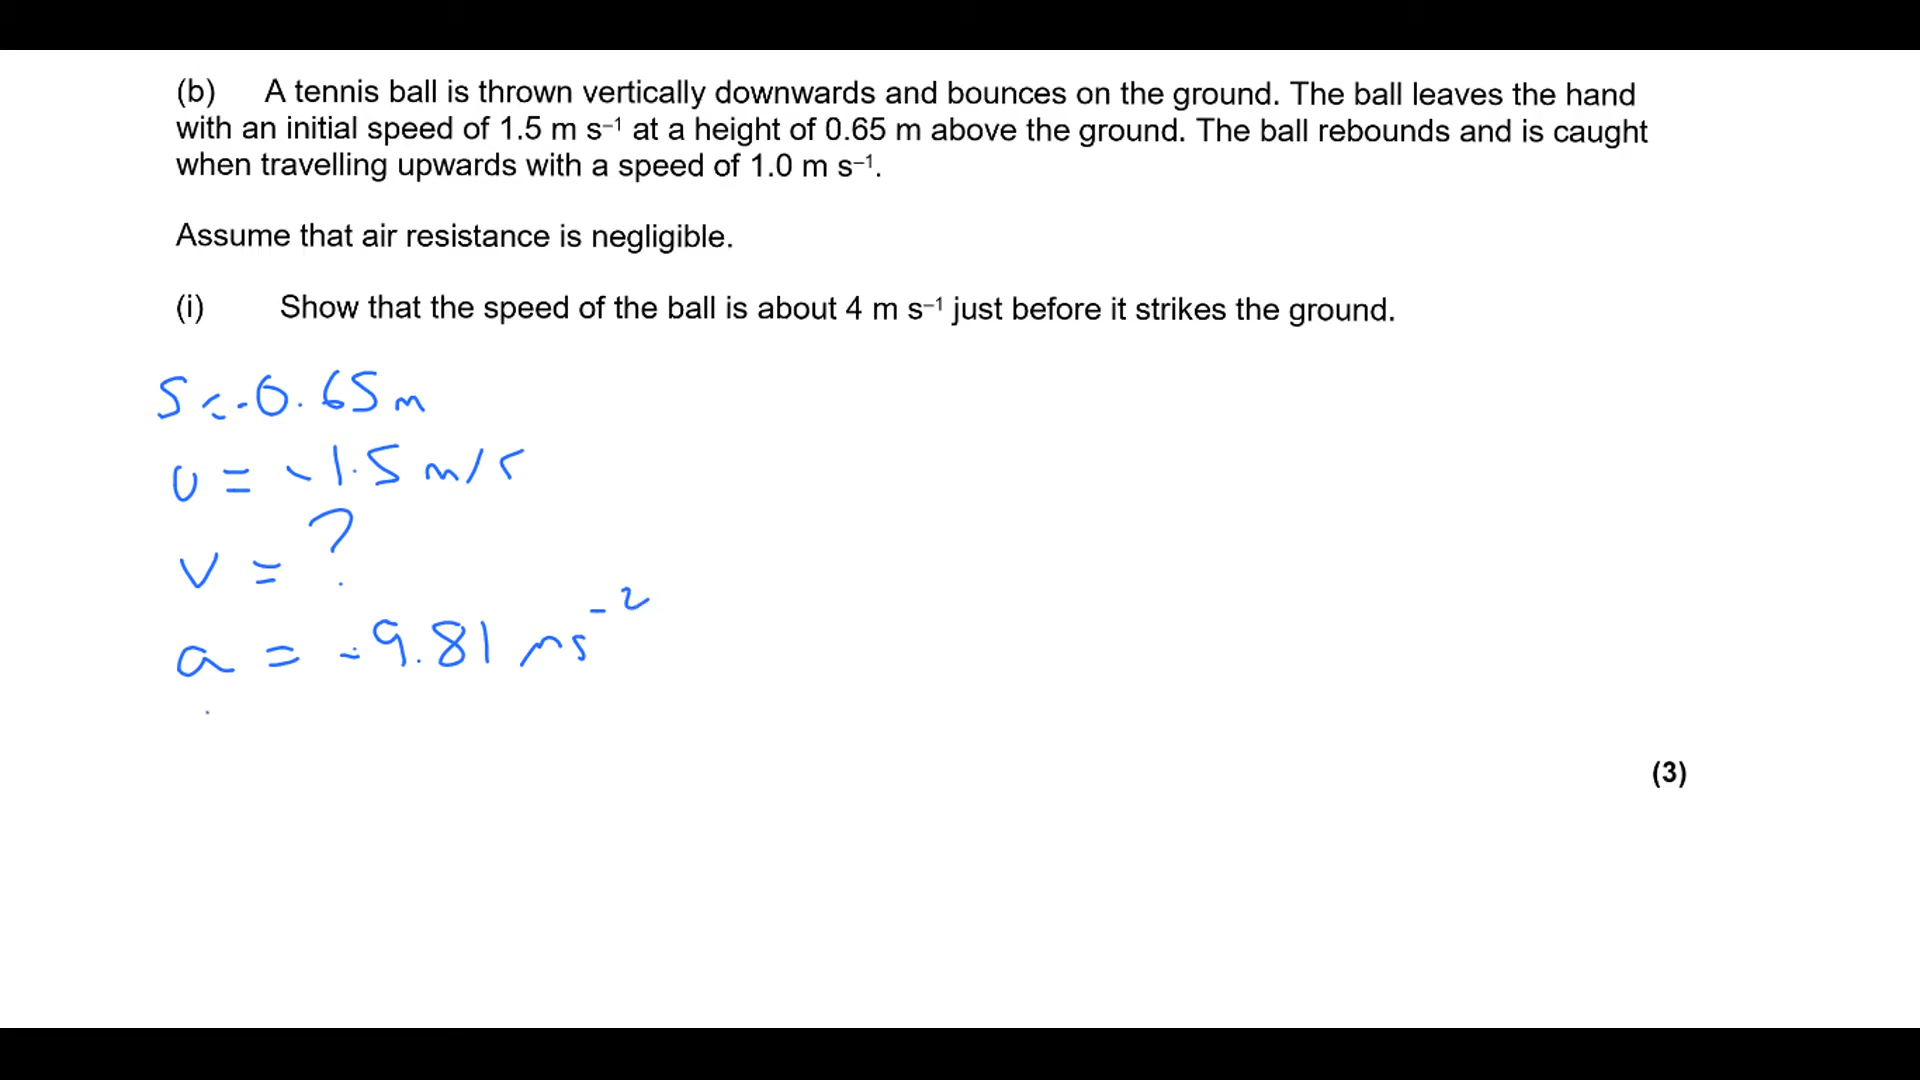 (b) A tennis ball is thrown vertically downwards and bounces on the ground. The ball leaves the hand
with an initial speed of 1.5 m s⁻¹ at a height of 0.65 m above the ground. The ball rebounds and is caught
when travelling upwards with a speed of 1.0 m s⁻¹.
Assume that air resistance is negligible.
(i) Show that the speed of the ball is about 4 m s⁻¹ just before it strikes the ground.
s = -0.65 m
u = -1.5 m/s
v = ?
a = -9.81 ms⁻²
(3)